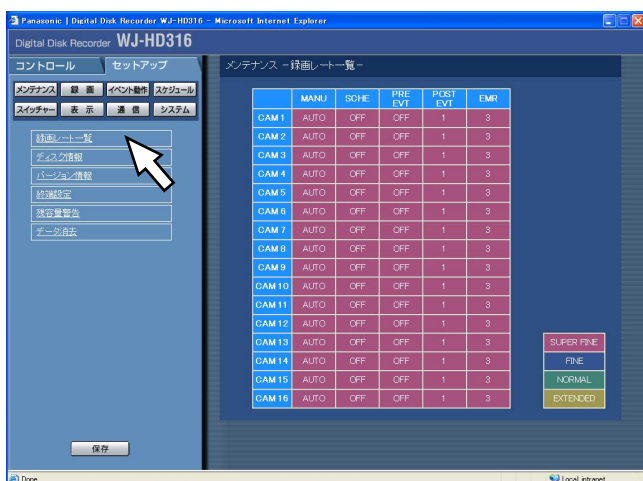 Panasonic | Digital Disk Recorder WJ-HD316 - Microsoft Internet Explorer
Digital Disk Recorder WJ-HD316
コントロール セットアップ
メンテナンス 録 画 イベント動作 スケジュール
スイッチャー 表 示 通 信 システム
録画レート一覧
ディスク情報
バージョン情報
終端設定
残容量警告
データ消去
保存
メンテナンス －録画レート一覧－
MANU SCHE PRE EVT POST EVT EMR
CAM 1 AUTO OFF OFF 1 3
CAM 2 AUTO OFF OFF 1 3
CAM 3 AUTO OFF OFF 1 3
CAM 4 AUTO OFF OFF 1 3
CAM 5 AUTO OFF OFF 1 3
CAM 6 AUTO OFF OFF 1 3
CAM 7 AUTO OFF OFF 1 3
CAM 8 AUTO OFF OFF 1 3
CAM 9 AUTO OFF OFF 1 3
CAM 10 AUTO OFF OFF 1 3
CAM 11 AUTO OFF OFF 1 3
CAM 12 AUTO OFF OFF 1 3
CAM 13 AUTO OFF OFF 1 3
CAM 14 AUTO OFF OFF 1 3
CAM 15 AUTO OFF OFF 1 3
CAM 16 AUTO OFF OFF 1 3
SUPER FINE
FINE
NORMAL
EXTENDED
Done Local intranet